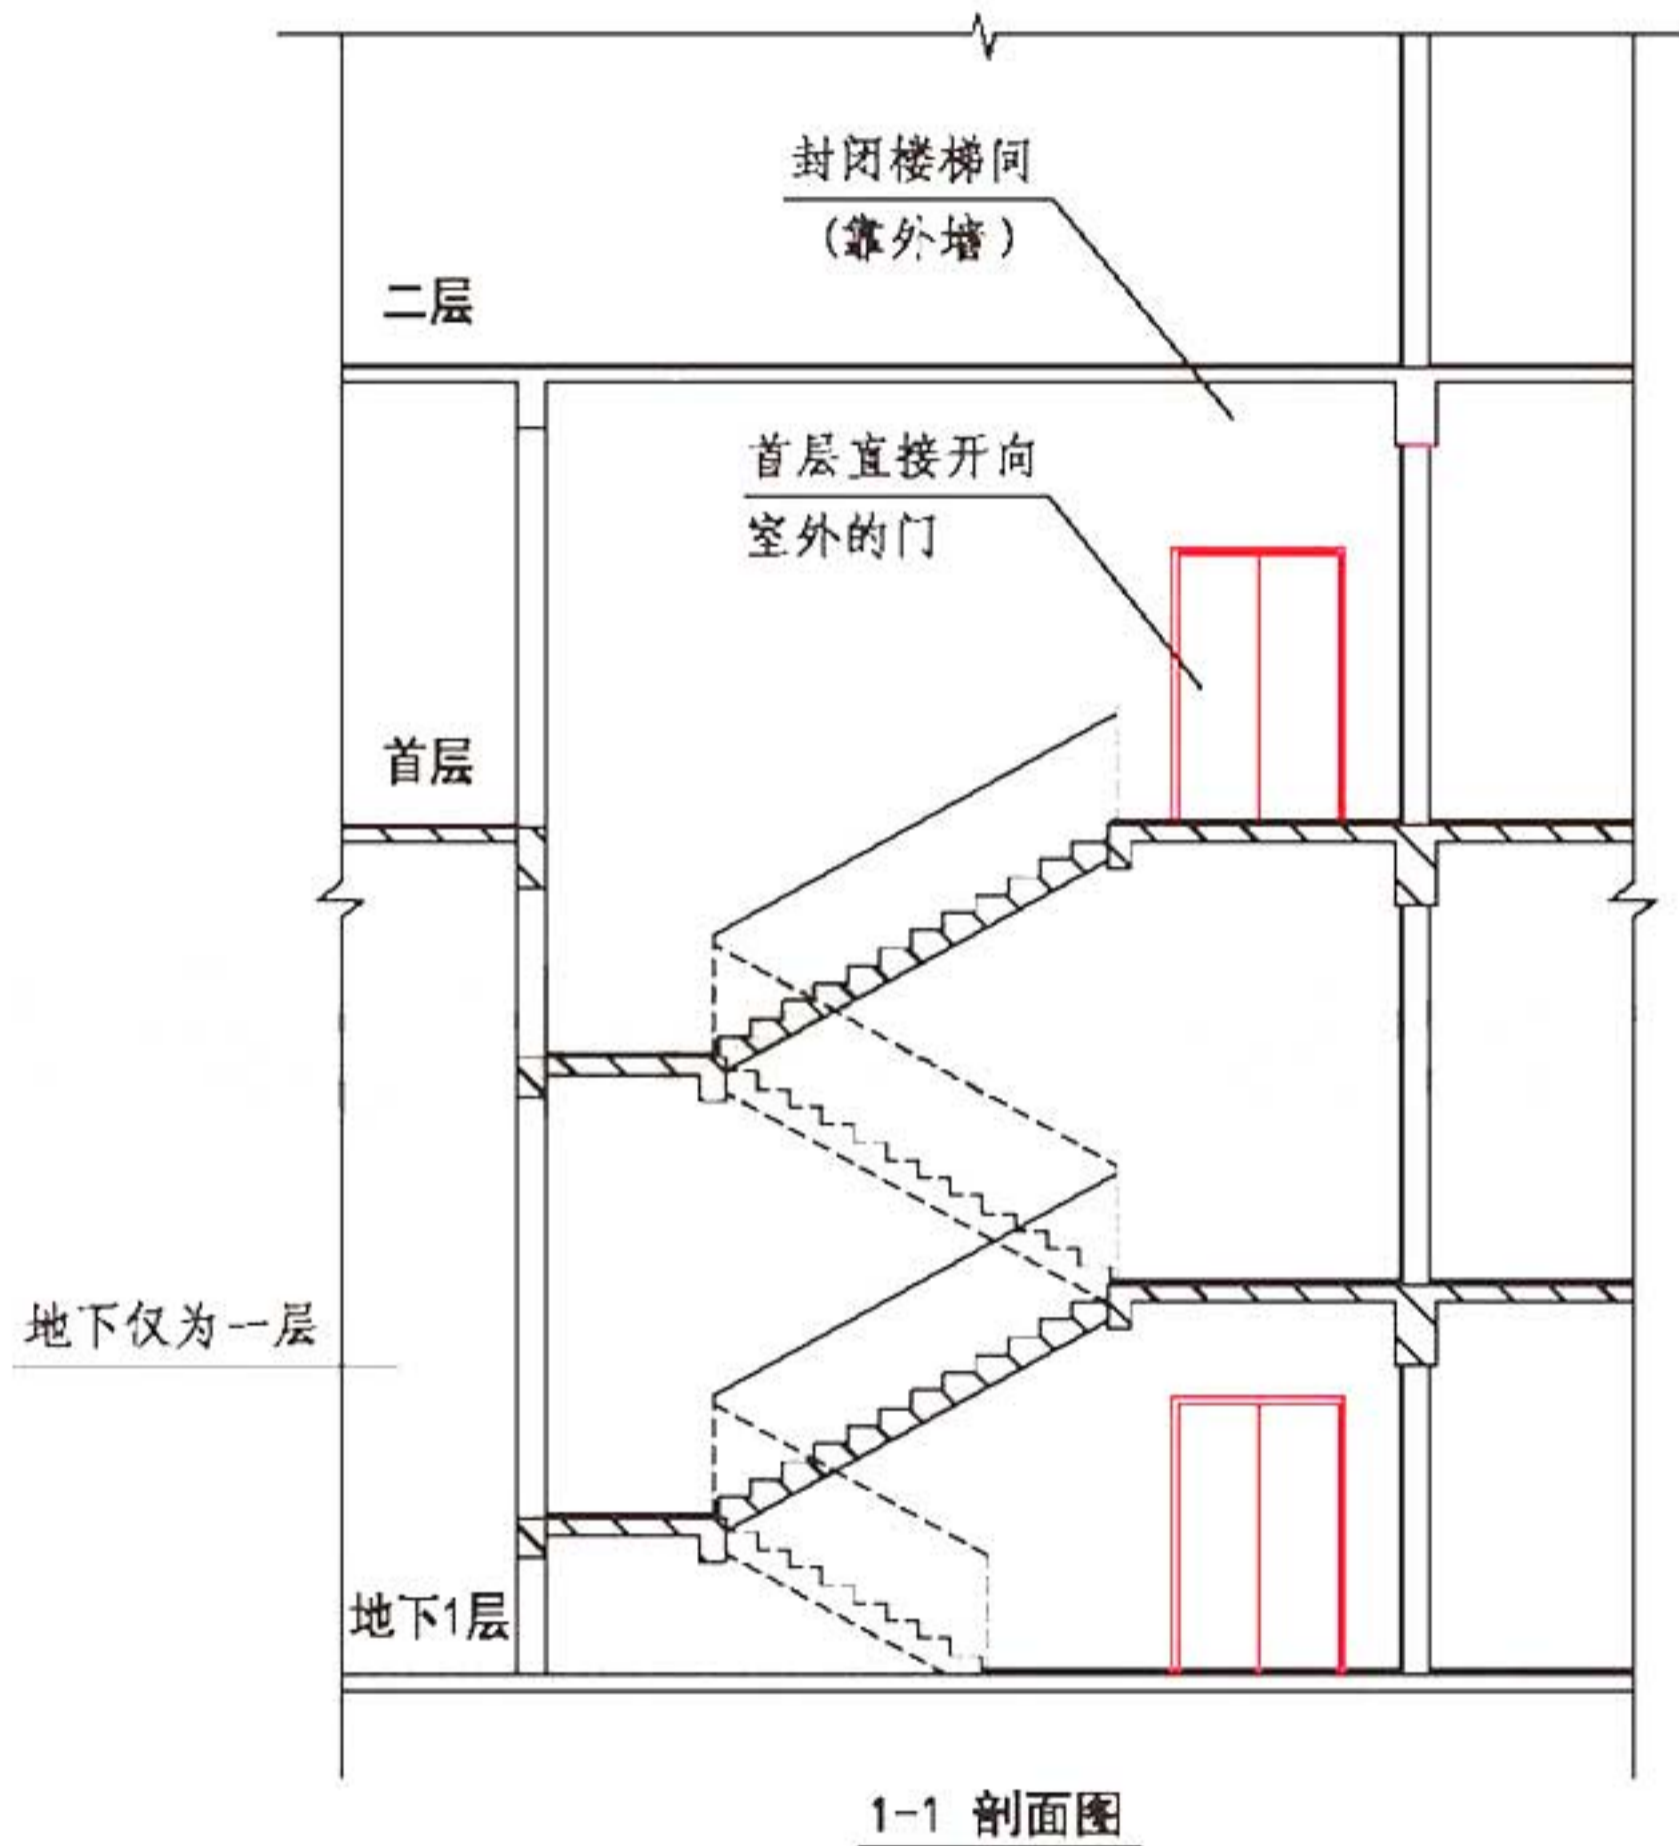 封闭楼梯间
(靠外墙)
二层
首层直接开向
室外的门
首层
地下仅为一层
地下1层
1-1 剖面图